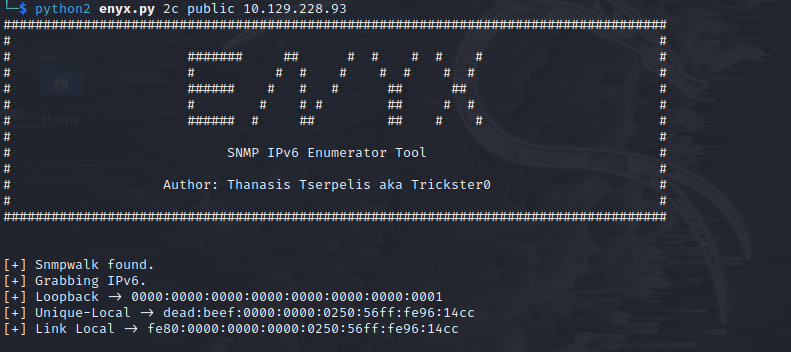 └─$ python2 enyx.py 2c public 10.129.228.93
###################################################################################
#                                                                                 #
#                      #######     ##      #  #    #  #    #                      #
#                      #          #  #    #    #  #    #  #                       #
#                      ######    #   #   #      ##      ##                        #
#                      #        #    # #        ##     #  #                       #
#                      ######  #     ##         ##    #    #                      #
#                                                                                 #
#                           SNMP IPv6 Enumerator Tool                             #
#                                                                                 #
#                   Author: Thanasis Tserpelis aka Trickster0                     #
#                                                                                 #
###################################################################################
[+] Snmpwalk found.
[+] Grabbing IPv6.
[+] Loopback → 0000:0000:0000:0000:0000:0000:0000:0001
[+] Unique-Local → dead:beef:0000:0000:0250:56ff:fe96:14cc
[+] Link Local → fe80:0000:0000:0000:0250:56ff:fe96:14cc
Home